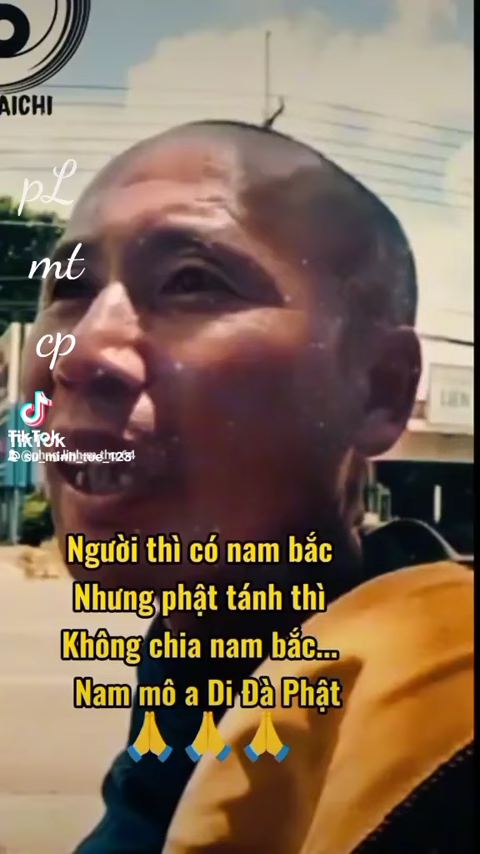 AICHI
pL
mt
cp
TikTok
Người thì có nam bắc
Nhưng phật tánh thì
Không chia nam bắc...
Nam mô a Di Đà Phật